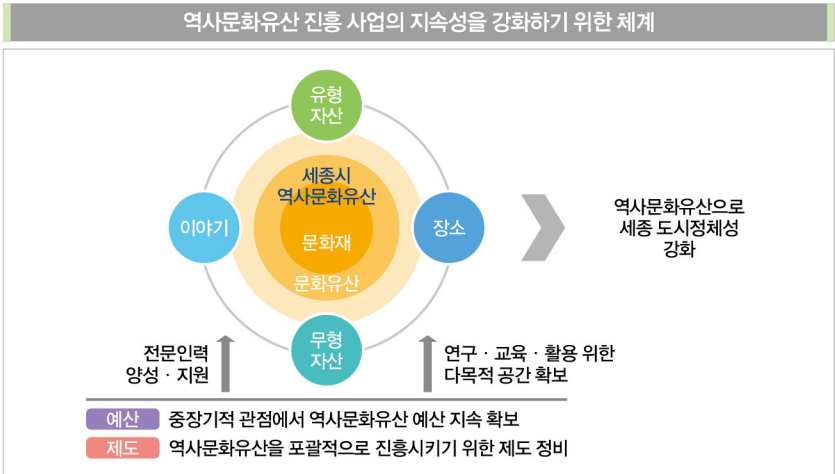 역사문화유산 진흥 사업의 지속성을 강화하기 위한 체계
유형
자산
세종시
역사문화유산
이야기
문화재
장소
문화유산
무형
자산
역사문화유산으로
세종 도시정체성
강화
전문인력
양성 · 지원
연구 · 교육 · 활용 위한
다목적 공간 확보
예산 중장기적 관점에서 역사문화유산 예산 지속 확보
제도 역사문화유산을 포괄적으로 진흥시키기 위한 제도 정비